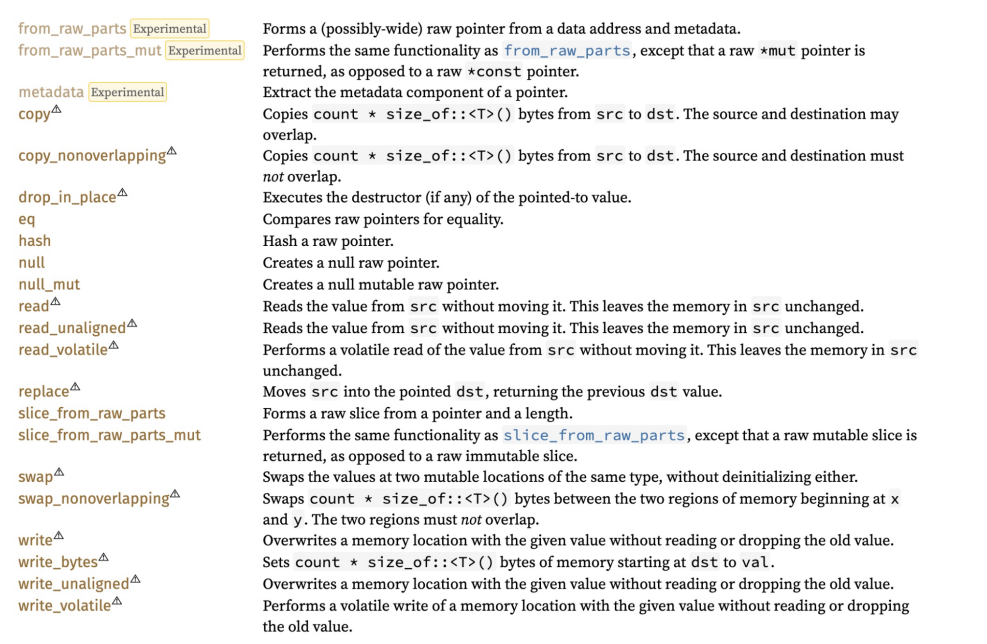 from_raw_parts Experimental Forms a (possibly-wide) raw pointer from a data address and metadata.
from_raw_parts_mut Experimental Performs the same functionality as from_raw_parts, except that a raw *mut pointer is
returned, as opposed to a raw *const pointer.
metadata Experimental Extract the metadata component of a pointer.
copy⚠ Copies count * size_of::<T>() bytes from src to dst. The source and destination may
overlap.
copy_nonoverlapping⚠ Copies count * size_of::<T>() bytes from src to dst. The source and destination must
not overlap.
drop_in_place⚠ Executes the destructor (if any) of the pointed-to value.
eq Compares raw pointers for equality.
hash Hash a raw pointer.
null Creates a null raw pointer.
null_mut Creates a null mutable raw pointer.
read⚠ Reads the value from src without moving it. This leaves the memory in src unchanged.
read_unaligned⚠ Reads the value from src without moving it. This leaves the memory in src unchanged.
read_volatile⚠ Performs a volatile read of the value from src without moving it. This leaves the memory in src
unchanged.
replace⚠ Moves src into the pointed dst, returning the previous dst value.
slice_from_raw_parts Forms a raw slice from a pointer and a length.
slice_from_raw_parts_mut Performs the same functionality as slice_from_raw_parts, except that a raw mutable slice is
returned, as opposed to a raw immutable slice.
swap⚠ Swaps the values at two mutable locations of the same type, without deinitializing either.
swap_nonoverlapping⚠ Swaps count * size_of::<T>() bytes between the two regions of memory beginning at x
and y. The two regions must not overlap.
write⚠ Overwrites a memory location with the given value without reading or dropping the old value.
write_bytes⚠ Sets count * size_of::<T>() bytes of memory starting at dst to val.
write_unaligned⚠ Overwrites a memory location with the given value without reading or dropping the old value.
write_volatile⚠ Performs a volatile write of a memory location with the given value without reading or dropping
the old value.